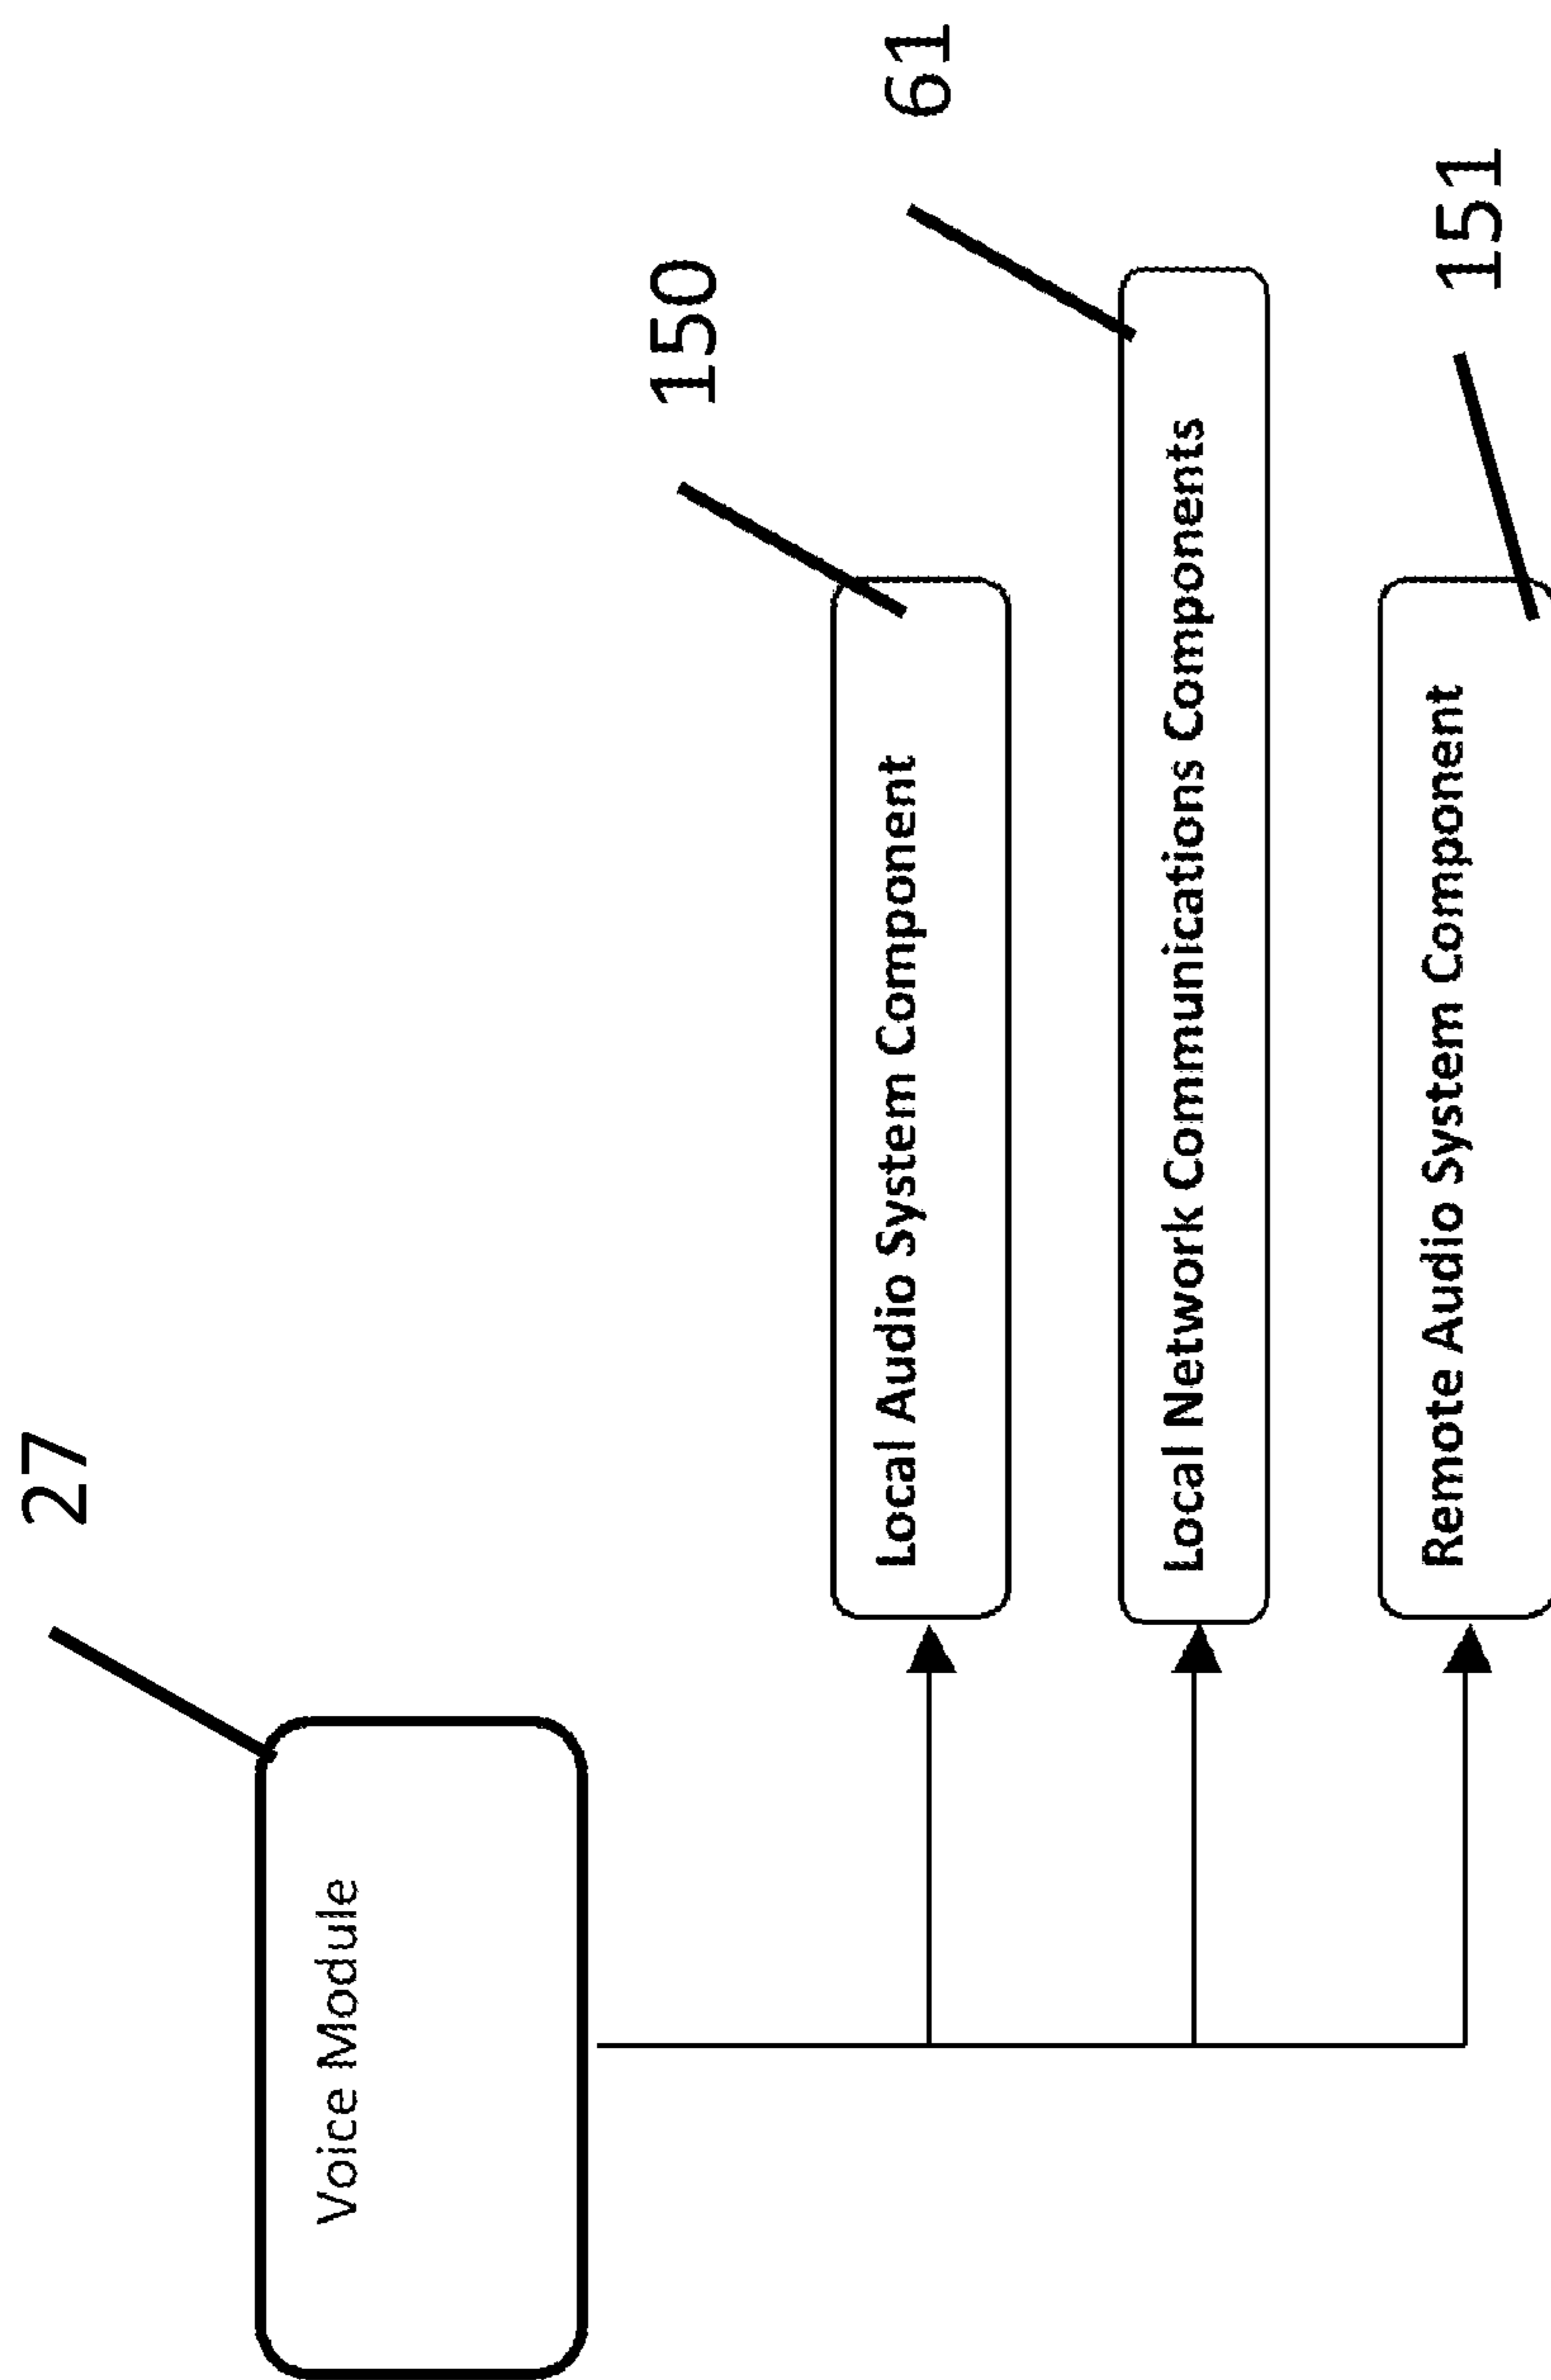 27
Voice Module
150
Local Audio System Component
61
Local Network Communications Components
151
Remote Audio System Component